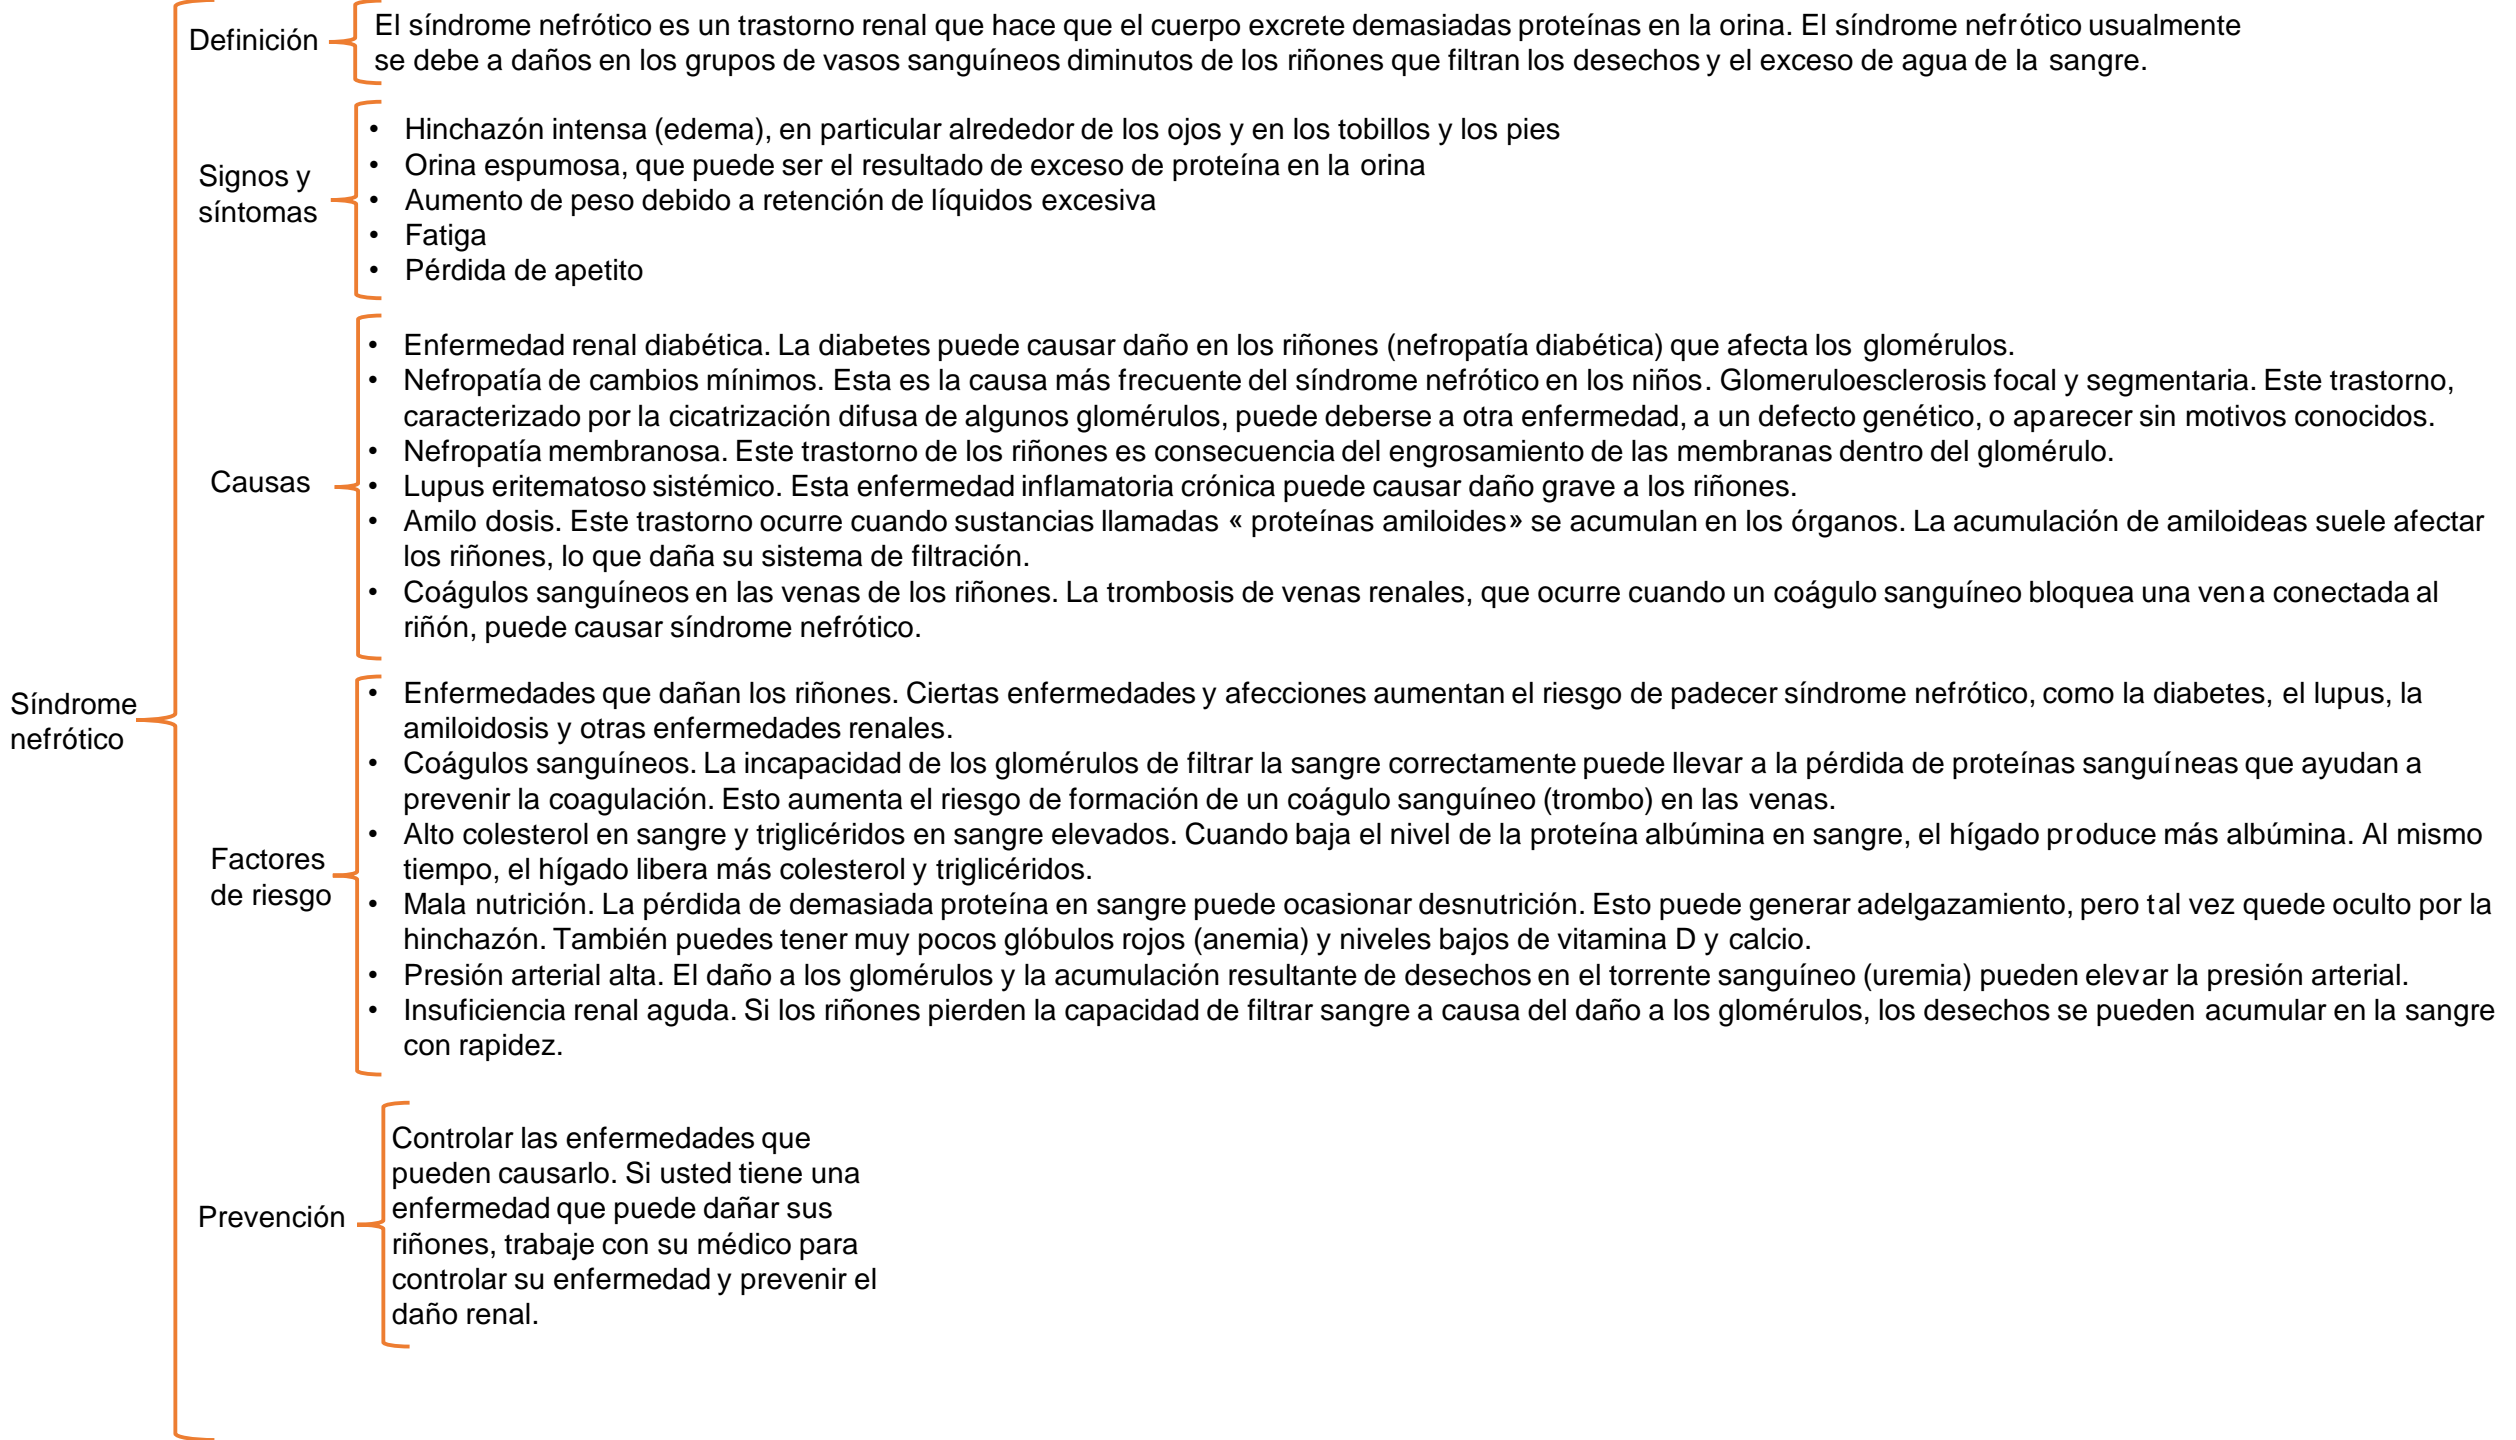 Síndrome
nefrótico
Definición
El síndrome nefrótico es un trastorno renal que hace que el cuerpo excrete demasiadas proteínas en la orina. El síndrome nefrótico usualmente
se debe a daños en los grupos de vasos sanguíneos diminutos de los riñones que filtran los desechos y el exceso de agua de la sangre.
Signos y
síntomas
• Hinchazón intensa (edema), en particular alrededor de los ojos y en los tobillos y los pies
• Orina espumosa, que puede ser el resultado de exceso de proteína en la orina
• Aumento de peso debido a retención de líquidos excesiva
• Fatiga
• Pérdida de apetito
Causas
• Enfermedad renal diabética. La diabetes puede causar daño en los riñones (nefropatía diabética) que afecta los glomérulos.
• Nefropatía de cambios mínimos. Esta es la causa más frecuente del síndrome nefrótico en los niños. Glomeruloesclerosis focal y segmentaria. Este trastorno,
caracterizado por la cicatrización difusa de algunos glomérulos, puede deberse a otra enfermedad, a un defecto genético, o aparecer sin motivos conocidos.
• Nefropatía membranosa. Este trastorno de los riñones es consecuencia del engrosamiento de las membranas dentro del glomérulo.
• Lupus eritematoso sistémico. Esta enfermedad inflamatoria crónica puede causar daño grave a los riñones.
• Amilo dosis. Este trastorno ocurre cuando sustancias llamadas « proteínas amiloides» se acumulan en los órganos. La acumulación de amiloideas suele afectar
los riñones, lo que daña su sistema de filtración.
• Coágulos sanguíneos en las venas de los riñones. La trombosis de venas renales, que ocurre cuando un coágulo sanguíneo bloquea una vena conectada al
riñón, puede causar síndrome nefrótico.
Factores
de riesgo
• Enfermedades que dañan los riñones. Ciertas enfermedades y afecciones aumentan el riesgo de padecer síndrome nefrótico, como la diabetes, el lupus, la
amiloidosis y otras enfermedades renales.
• Coágulos sanguíneos. La incapacidad de los glomérulos de filtrar la sangre correctamente puede llevar a la pérdida de proteínas sanguíneas que ayudan a
prevenir la coagulación. Esto aumenta el riesgo de formación de un coágulo sanguíneo (trombo) en las venas.
• Alto colesterol en sangre y triglicéridos en sangre elevados. Cuando baja el nivel de la proteína albúmina en sangre, el hígado produce más albúmina. Al mismo
tiempo, el hígado libera más colesterol y triglicéridos.
• Mala nutrición. La pérdida de demasiada proteína en sangre puede ocasionar desnutrición. Esto puede generar adelgazamiento, pero tal vez quede oculto por la
hinchazón. También puedes tener muy pocos glóbulos rojos (anemia) y niveles bajos de vitamina D y calcio.
• Presión arterial alta. El daño a los glomérulos y la acumulación resultante de desechos en el torrente sanguíneo (uremia) pueden elevar la presión arterial.
• Insuficiencia renal aguda. Si los riñones pierden la capacidad de filtrar sangre a causa del daño a los glomérulos, los desechos se pueden acumular en la sangre
con rapidez.
Prevención
Controlar las enfermedades que
pueden causarlo. Si usted tiene una
enfermedad que puede dañar sus
riñones, trabaje con su médico para
controlar su enfermedad y prevenir el
daño renal.